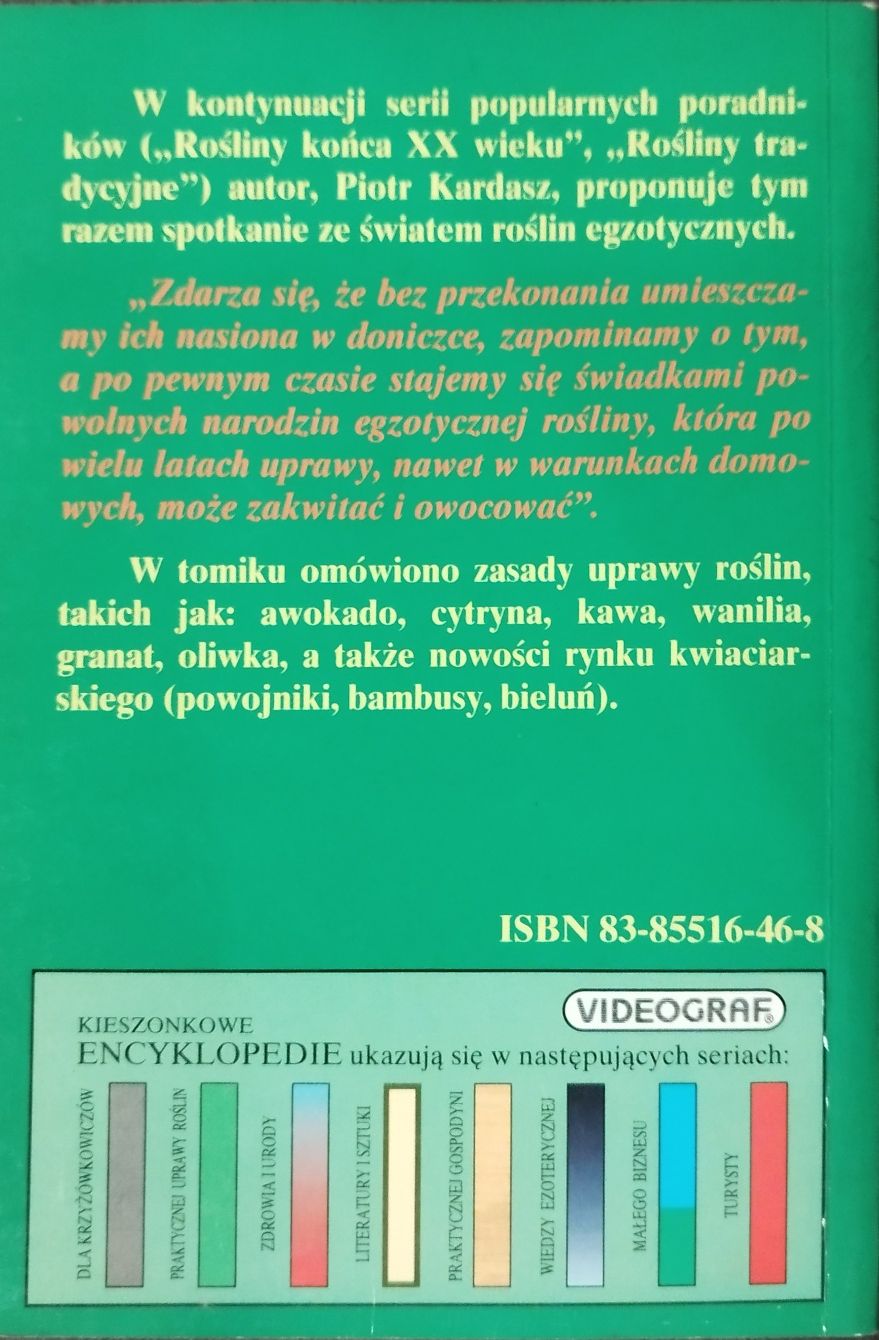 W kontynuacji serii popularnych poradni-
ków („Rośliny końca XX wieku”, „Rośliny tra-
dycyjne”) autor, Piotr Kardasz, proponuje tym
razem spotkanie ze światem roślin egzotycznych.
„Zdarza się, że bez przekonania umieszcza-
my ich nasiona w doniczce, zapominamy o tym,
a po pewnym czasie stajemy się świadkami po-
wolnych narodzin egzotycznej rośliny, która po
wielu latach uprawy, nawet w warunkach domo-
wych, może zakwitać i owocować”.
W tomiku omówiono zasady uprawy roślin,
takich jak: awokado, cytryna, kawa, wanilia,
granat, oliwka, a także nowości rynku kwiaciar-
skiego (powojniki, bambusy, bieluń).
ISBN 83-85516-46-8
VIDEOGRAF®
KIESZONKOWE
ENCYKLOPEDIE ukazują się w następujących seriach:
DLA KRZYŻÓWKOWICZÓW
PRAKTYCZNEJ UPRAWY ROŚLIN
ZDROWIA I URODY
LITERATURY I SZTUKI
PRAKTYCZNEJ GOSPODYNI
WIEDZY EZOTERYCZNEJ
MAŁEGO BIZNESU
TURYSTY